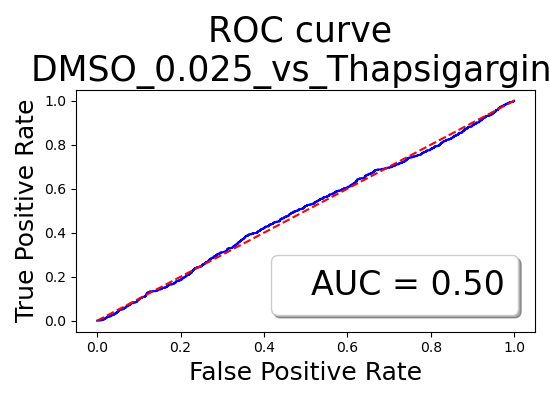 ROC curve
DMSO_0.025_vs_Thapsigargin
1.0
0.8
0.6
0.4
0.2
0.0
True Positive Rate
AUC = 0.50
0.0 0.2 0.4 0.6 0.8 1.0
False Positive Rate